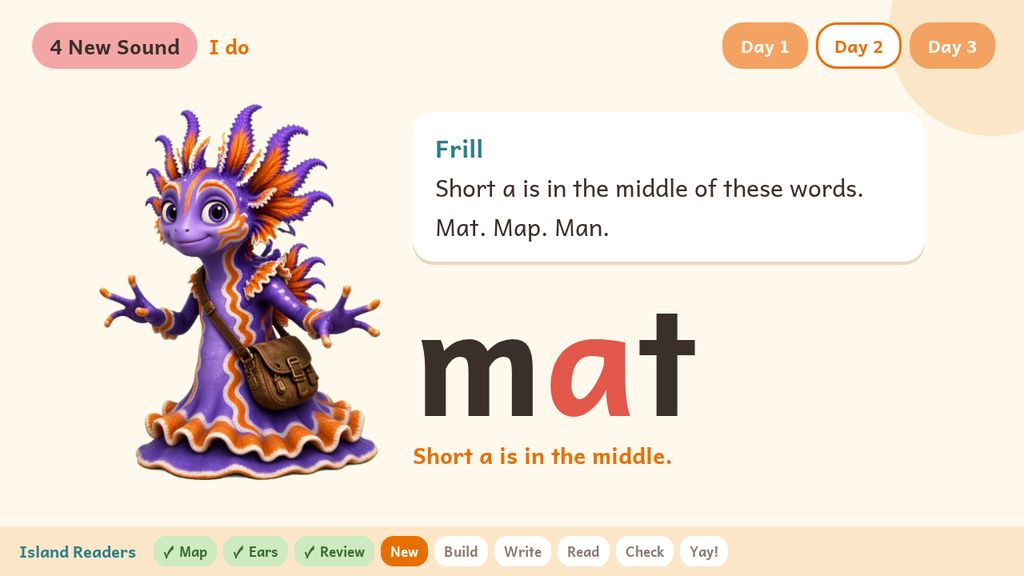 4 New Sound
I do
Day 1
Day 2
Day 3
Frill
Short a is in the middle of these words.
Mat. Map. Man.
mat
Short a is in the middle.
Island Readers
✓ Map
✓ Ears
✓ Review
New
Build
Write
Read
Check
Yay!